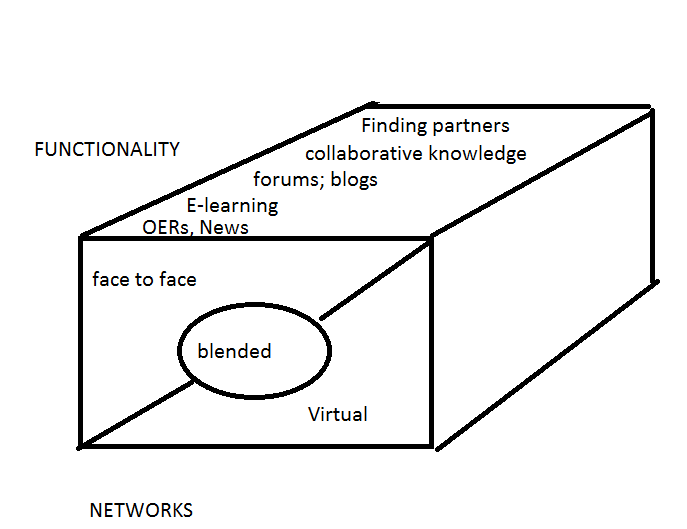 Finding partners
FUNCTIONALITY
collaborative knowledge
forums; blogs
E-learning
OERs, News
face to face
blended
Virtual
NETWORKS